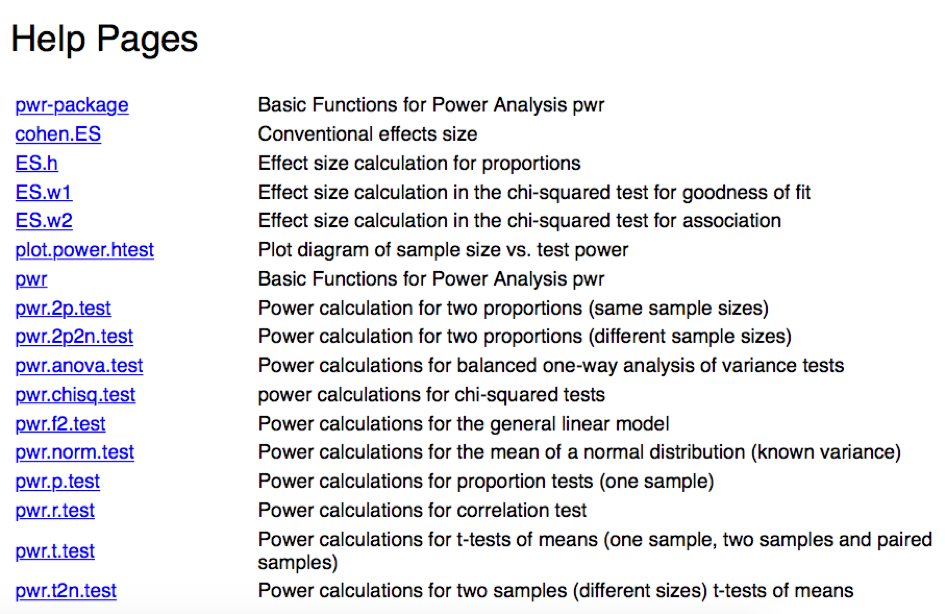 Help Pages
pwr-package Basic Functions for Power Analysis pwr
cohen.ES Conventional effects size
ES.h Effect size calculation for proportions
ES.w1 Effect size calculation in the chi-squared test for goodness of fit
ES.w2 Effect size calculation in the chi-squared test for association
plot.power.htest Plot diagram of sample size vs. test power
pwr Basic Functions for Power Analysis pwr
pwr.2p.test Power calculation for two proportions (same sample sizes)
pwr.2p2n.test Power calculation for two proportions (different sample sizes)
pwr.anova.test Power calculations for balanced one-way analysis of variance tests
pwr.chisq.test power calculations for chi-squared tests
pwr.f2.test Power calculations for the general linear model
pwr.norm.test Power calculations for the mean of a normal distribution (known variance)
pwr.p.test Power calculations for proportion tests (one sample)
pwr.r.test Power calculations for correlation test
pwr.t.test Power calculations for t-tests of means (one sample, two samples and paired
samples)
pwr.t2n.test Power calculations for two samples (different sizes) t-tests of means